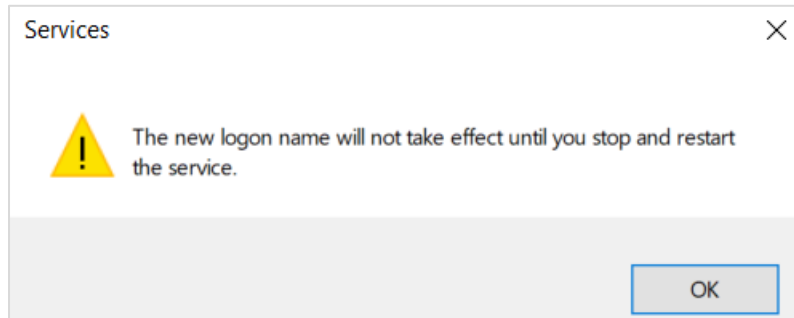 Services
The new logon name will not take effect until you stop and restart
the service.
OK